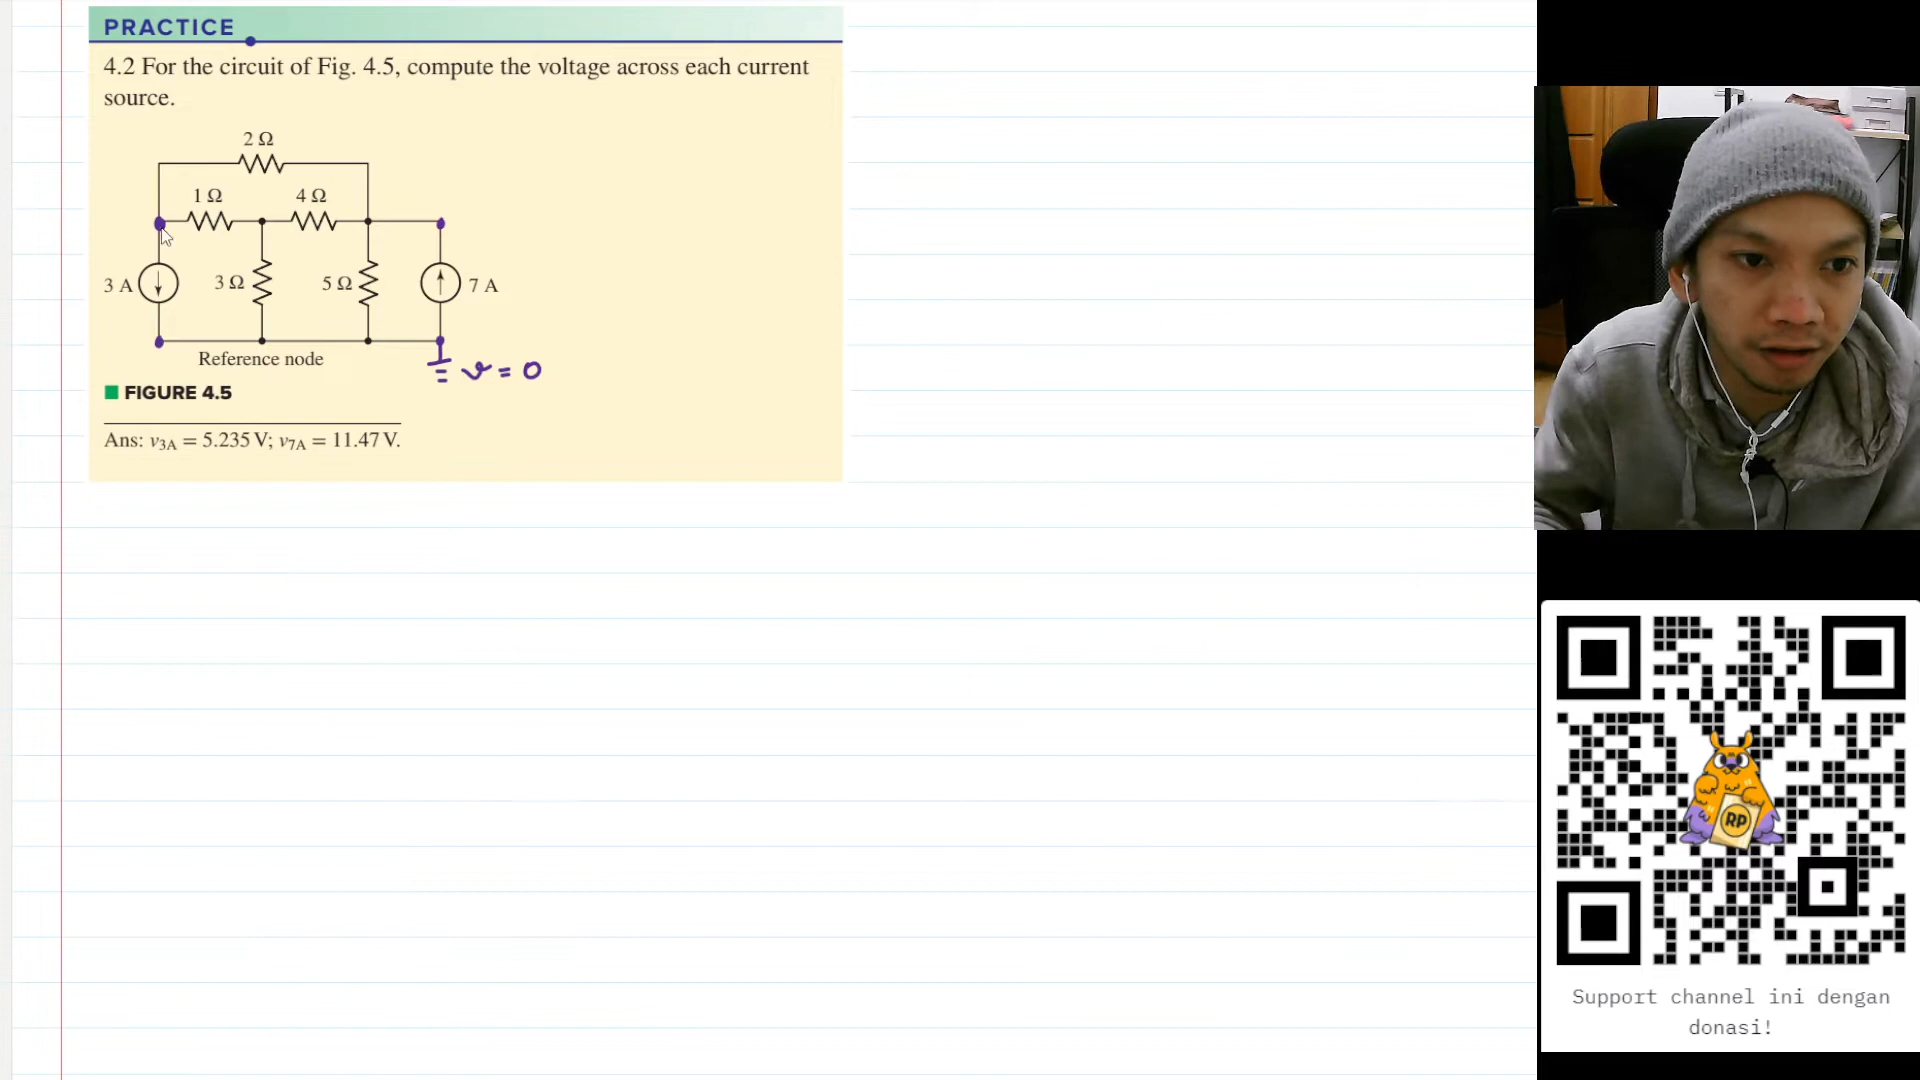 PRACTICE
4.2 For the circuit of Fig. 4.5, compute the voltage across each current
source.
2 Ω
1 Ω
4 Ω
3 A
3 Ω
5 Ω
7 A
Reference node
v = 0
FIGURE 4.5
Ans: v3A = 5.235 V; v7A = 11.47 V.
RP
Support channel ini dengan
donasi!